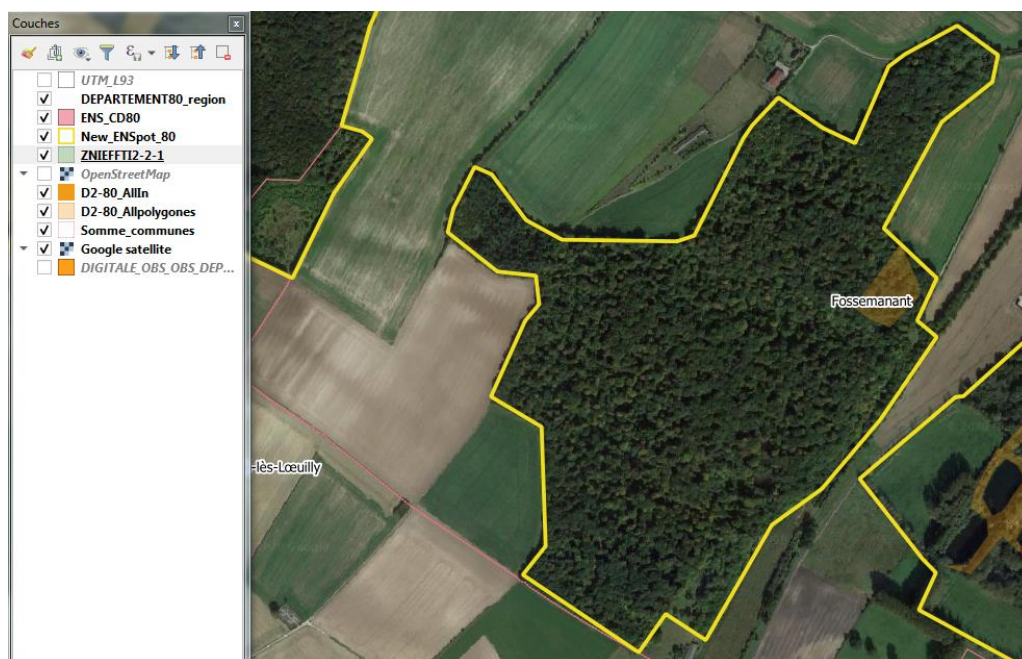 Couches
UTM_L93
DEPARTEMENT80_region
ENS_CD80
New_ENSpot_80
ZNIEFFTI2-2-1
OpenStreetMap
D2-80_AllIn
D2-80_Allpolygones
Somme_communes
Google satellite
DIGITALE_OBS_OBS_DEP...
Fossemanant
-lès-Lœuilly